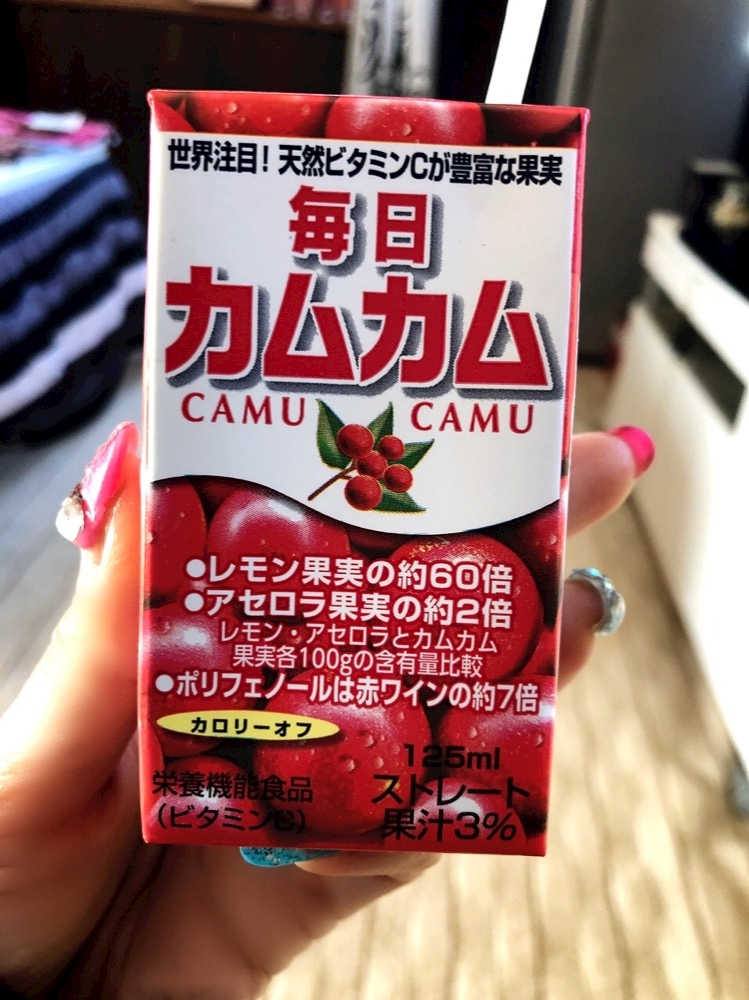 世界注目！天然ビタミンCが豊富な果実
毎日
カムカム
CAMU CAMU
●レモン果実の約60倍
●アセロラ果実の約2倍
レモン・アセロラとカムカム
果実各100gの含有量比較
●ポリフェノールは赤ワインの約7倍
カロリーオフ
125ml
栄養機能食品
ストレート
(ビタミンC)
果汁3%